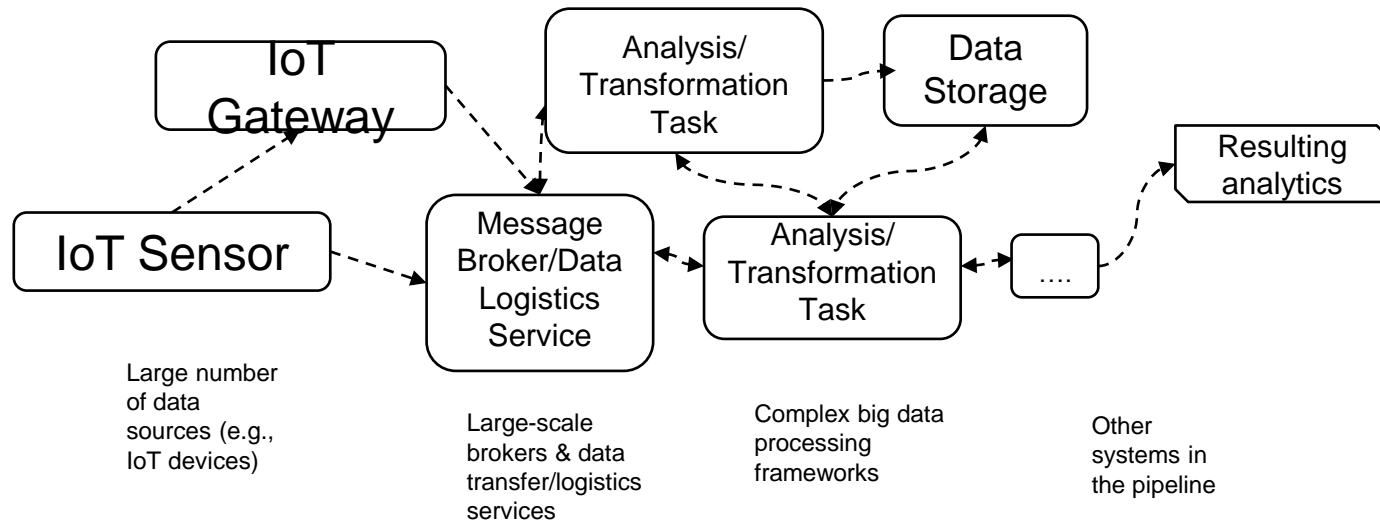 IoT
Gateway
Analysis/
Transformation
Task
Data
Storage
Resulting
analytics
IoT Sensor
Message
Broker/Data
Logistics
Service
Analysis/
Transformation
Task
....
Large number
of data
sources (e.g.,
IoT devices)
Large-scale
brokers & data
transfer/logistics
services
Complex big data
processing
frameworks
Other
systems in
the pipeline